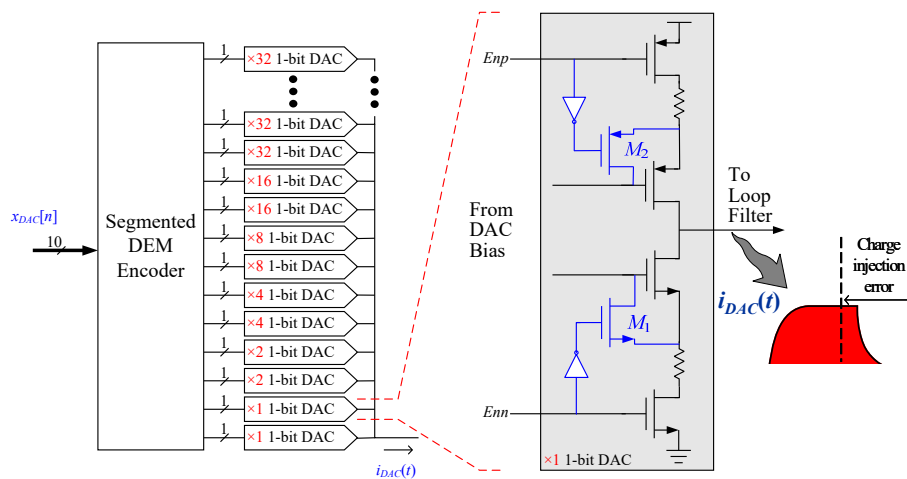 1
×32 1-bit DAC
1
×32 1-bit DAC
1
×32 1-bit DAC
1
×16 1-bit DAC
1
×16 1-bit DAC
1
×8 1-bit DAC
1
×8 1-bit DAC
1
×4 1-bit DAC
1
×4 1-bit DAC
1
×2 1-bit DAC
1
×2 1-bit DAC
1
×1 1-bit DAC
1
×1 1-bit DAC
xDAC[n]
10
Segmented
DEM
Encoder
iDAC(t)
Enp
M2
From
DAC
Bias
M1
Enn
×1 1-bit DAC
To
Loop
Filter
iDAC(t)
Charge
injection
error